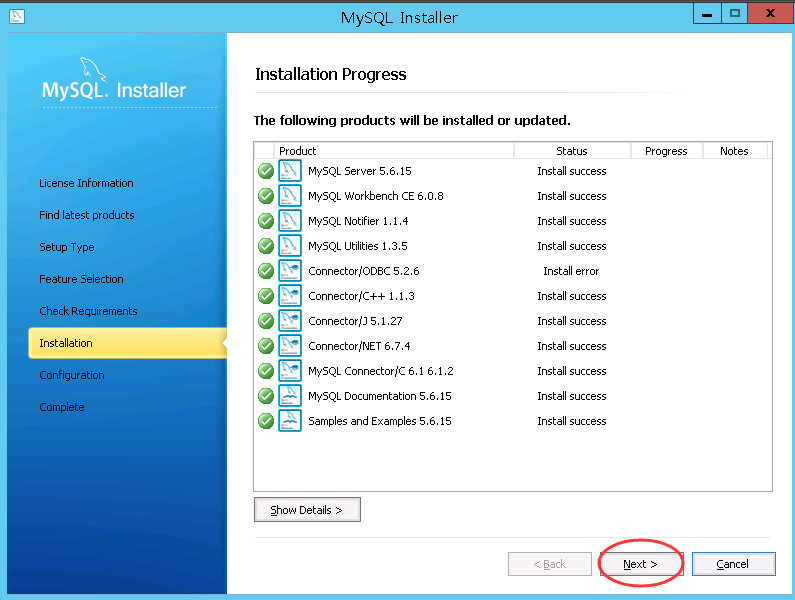 MySQL Installer
MySQL. Installer
License Information
Find latest products
Setup Type
Feature Selection
Check Requirements
Installation
Configuration
Complete
Installation Progress
The following products will be installed or updated.
Product Status Progress Notes
MySQL Server 5.6.15 Install success
MySQL Workbench CE 6.0.8 Install success
MySQL Notifier 1.1.4 Install success
MySQL Utilities 1.3.5 Install success
Connector/ODBC 5.2.6 Install error
Connector/C++ 1.1.3 Install success
Connector/J 5.1.27 Install success
Connector/NET 6.7.4 Install success
MySQL Connector/C 6.1 6.1.2 Install success
MySQL Documentation 5.6.15 Install success
Samples and Examples 5.6.15 Install success
Show Details >
< Back Next > Cancel